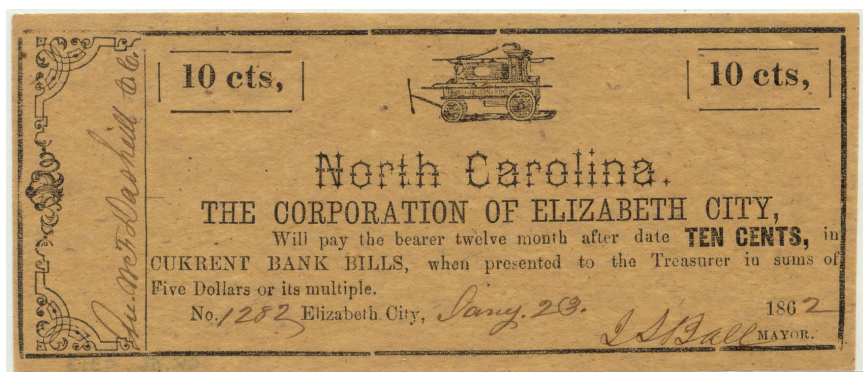 10 cts,
10 cts,
North Carolina.
THE CORPORATION OF ELIZABETH CITY,
Will pay the bearer twelve month after date TEN CENTS, in
CUKRENT BANK BILLS, when presented to the Treasurer in sums of
Five Dollars or its multiple.
No. 1282 Elizabeth City, Jany. 23. 1862
MAYOR.